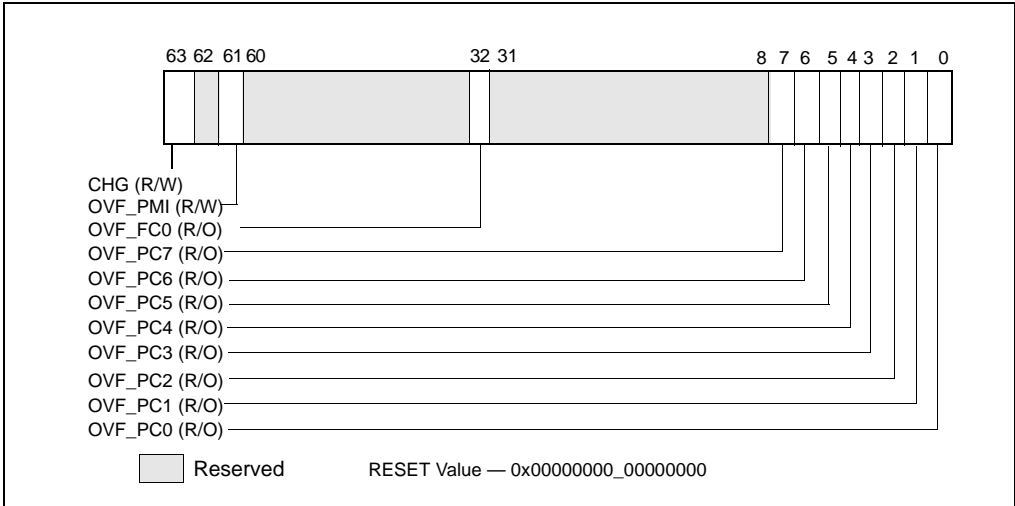 63 62 61 60 32 31 8 7 6 5 4 3 2 1 0
CHG (R/W)
OVF_PMI (R/W)
OVF_FC0 (R/O)
OVF_PC7 (R/O)
OVF_PC6 (R/O)
OVF_PC5 (R/O)
OVF_PC4 (R/O)
OVF_PC3 (R/O)
OVF_PC2 (R/O)
OVF_PC1 (R/O)
OVF_PC0 (R/O)
Reserved RESET Value — 0x00000000_00000000